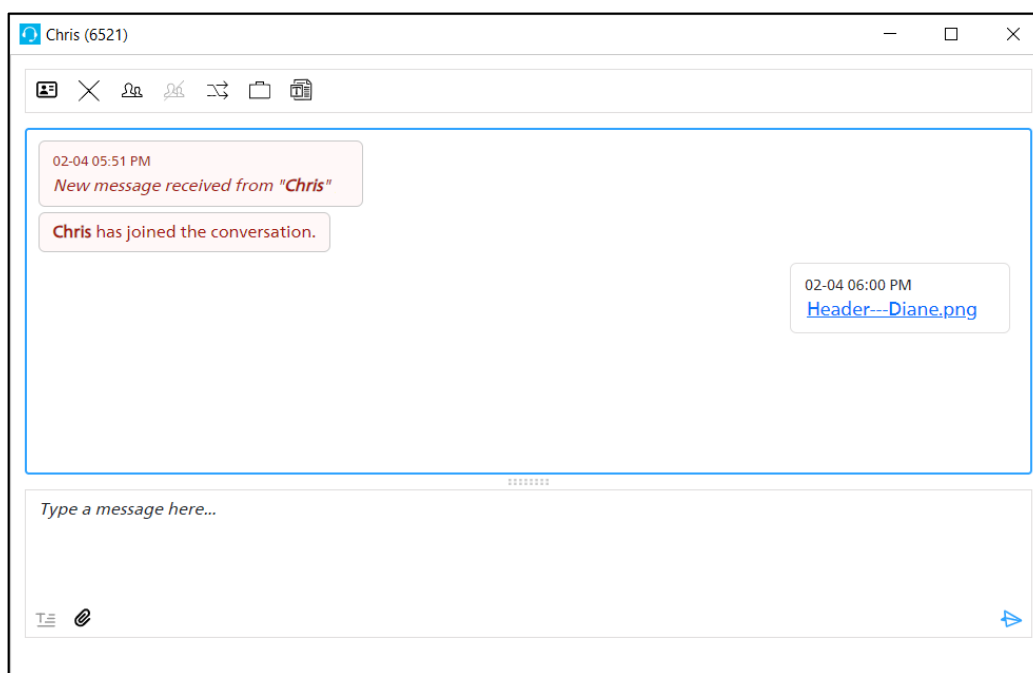 Chris (6521)
02-04 05:51 PM
New message received from "Chris"
Chris has joined the conversation.
02-04 06:00 PM
Header---Diane.png
Type a message here...